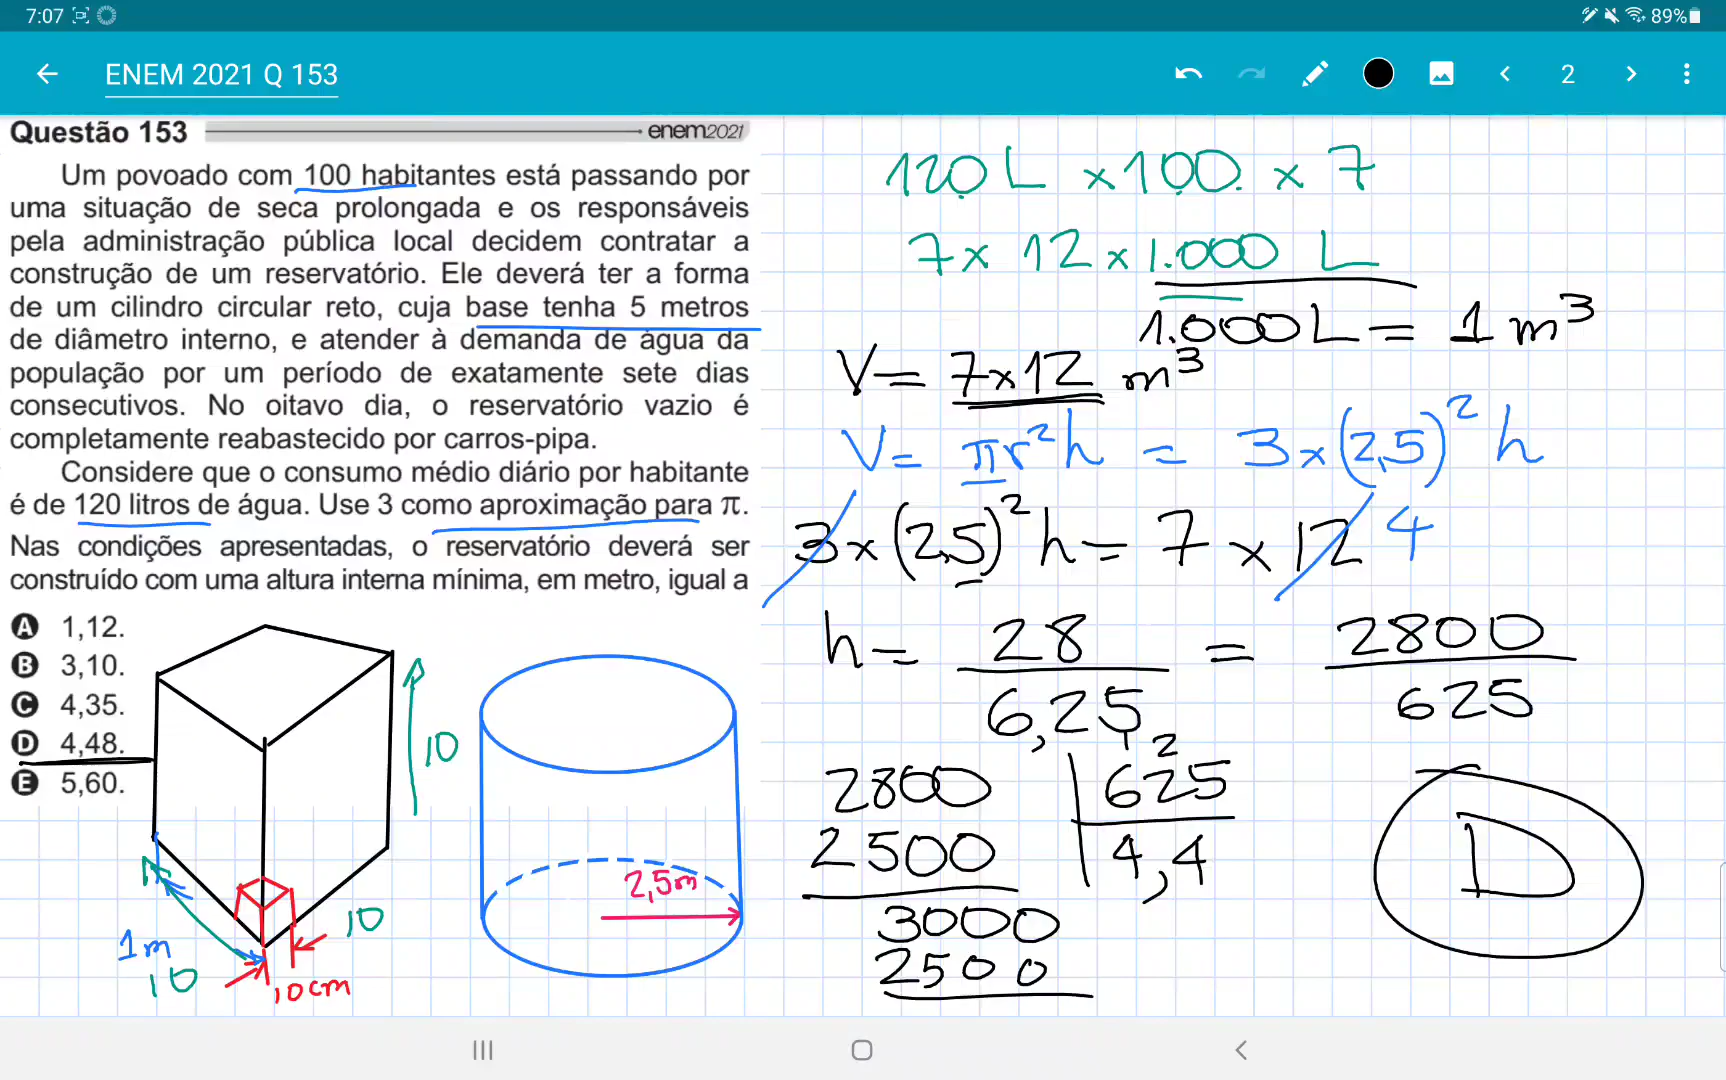 7:07
89%
ENEM 2021 Q 153
2
Questão 153
enem2021
Um povoado com 100 habitantes está passando por
uma situação de seca prolongada e os responsáveis
pela administração pública local decidem contratar a
construção de um reservatório. Ele deverá ter a forma
de um cilindro circular reto, cuja base tenha 5 metros
de diâmetro interno, e atender à demanda de água da
população por um período de exatamente sete dias
consecutivos. No oitavo dia, o reservatório vazio é
completamente reabastecido por carros-pipa.
Considere que o consumo médio diário por habitante
é de 120 litros de água. Use 3 como aproximação para π.
Nas condições apresentadas, o reservatório deverá ser
construído com uma altura interna mínima, em metro, igual a
A 1,12.
B 3,10.
C 4,35.
D 4,48.
E 5,60.
10
10
1m
10
10cm
2,5m
120 L x 100. x 7
7 x 12 x 1.000 L
1.000 L = 1 m³
V = 7x12 m³
V = πr²h = 3x(2,5)² h
3x(2,5)² h = 7 x 12 4
h = 28 = 2800
6,25 625
1 2
2800 625
2500 4,4
3000
2500
D